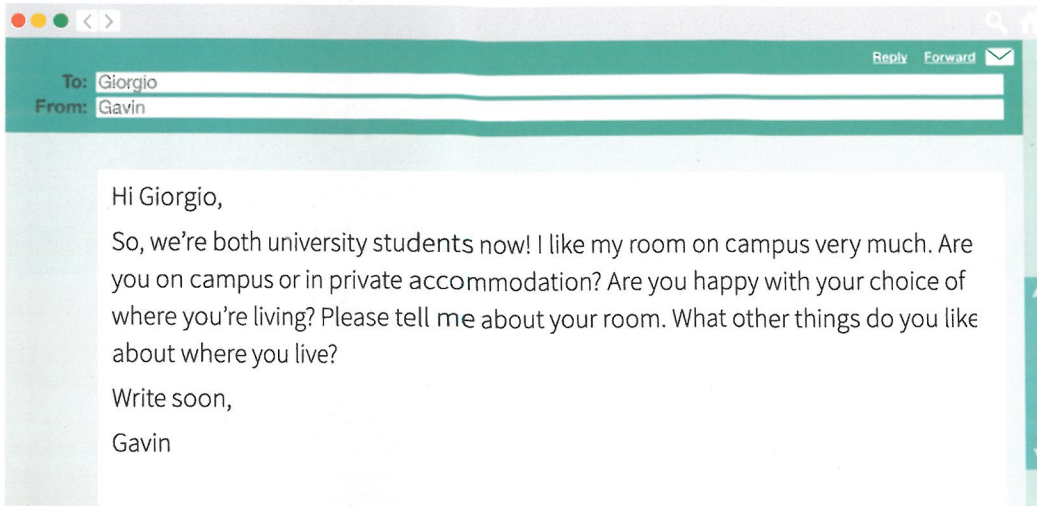 Reply Forward
To: Giorgio
From: Gavin
Hi Giorgio,
So, we're both university students now! I like my room on campus very much. Are
you on campus or in private accommodation? Are you happy with your choice of
where you're living? Please tell me about your room. What other things do you like
about where you live?
Write soon,
Gavin